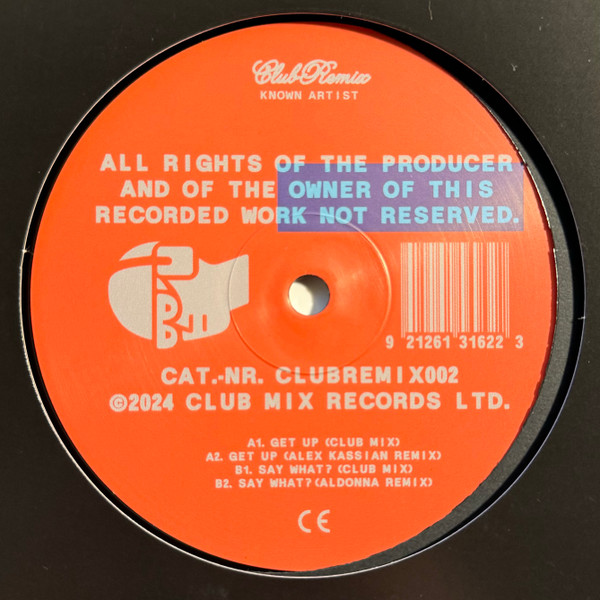 Club Remix
KNOWN ARTIST
ALL RIGHTS OF THE PRODUCER
AND OF THE OWNER OF THIS
RECORDED WORK NOT RESERVED.
9 21261 31622 3
CAT.-NR. CLUBREMIX002
©2024 CLUB MIX RECORDS LTD.
A1. GET UP (CLUB MIX)
A2. GET UP (ALEX KASSIAN REMIX)
B1. SAY WHAT? (CLUB MIX)
B2. SAY WHAT?(ALDONNA REMIX)
CE